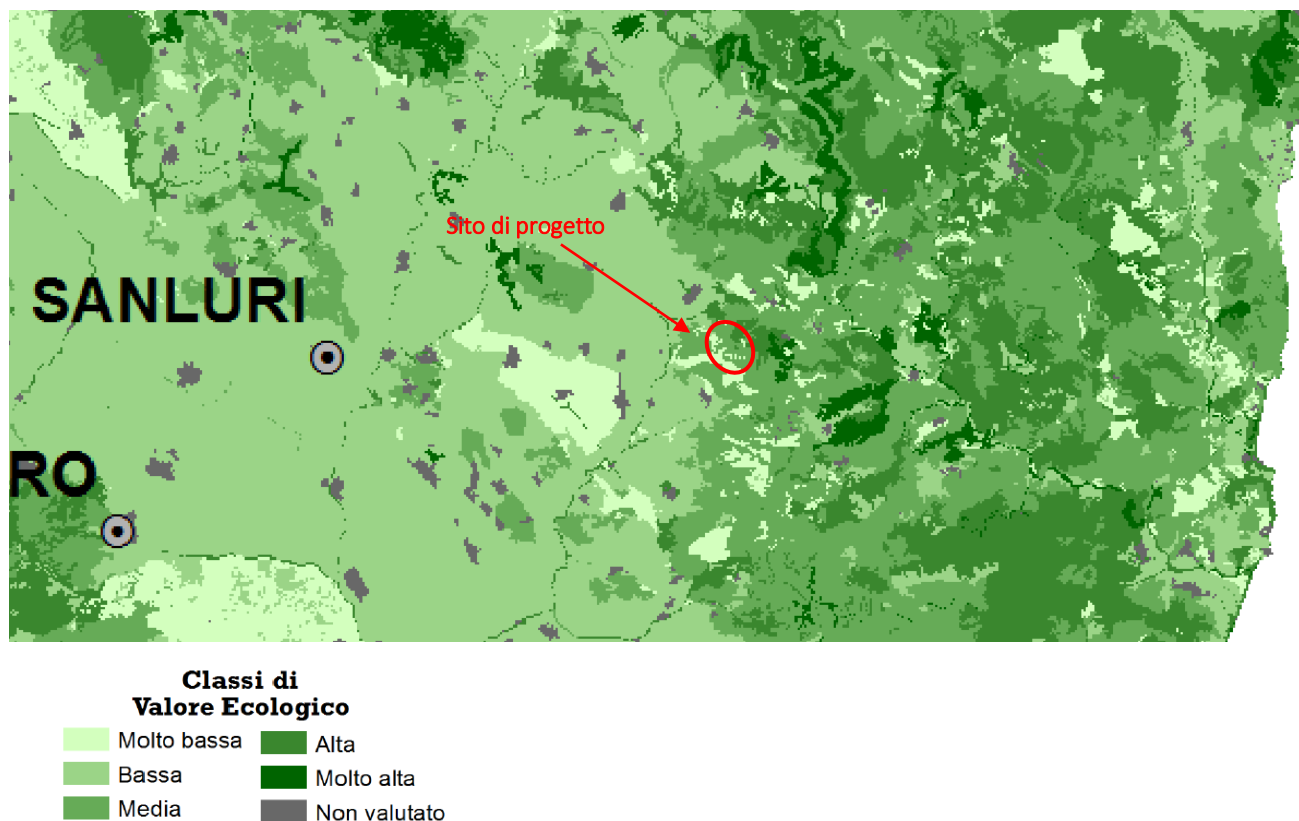 Sito di progetto
SANLURI
RO
Classi di
Valore Ecologico
Molto bassa
Bassa
Media
Alta
Molto alta
Non valutato